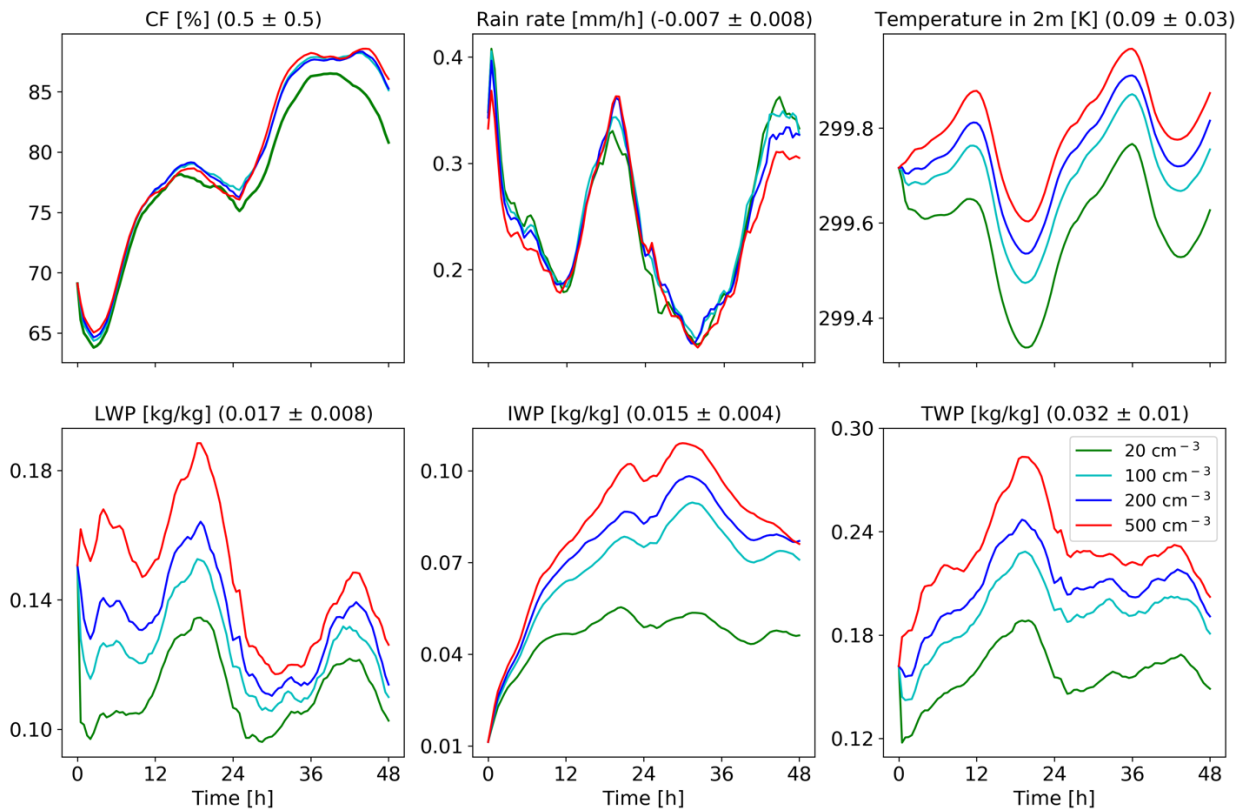 CF [%] (0.5 ± 0.5)
85
80
75
70
65
Rain rate [mm/h] (-0.007 ± 0.008)
0.4
0.3
0.2
Temperature in 2m [K] (0.09 ± 0.03)
299.8
299.6
299.4
LWP [kg/kg] (0.017 ± 0.008)
0.18
0.14
0.10
0 12 24 36 48
Time [h]
IWP [kg/kg] (0.015 ± 0.004)
0.10
0.07
0.04
0.01
0 12 24 36 48
Time [h]
TWP [kg/kg] (0.032 ± 0.01)
0.30
0.24
0.18
0.12
20 cm⁻³
100 cm⁻³
200 cm⁻³
500 cm⁻³
0 12 24 36 48
Time [h]